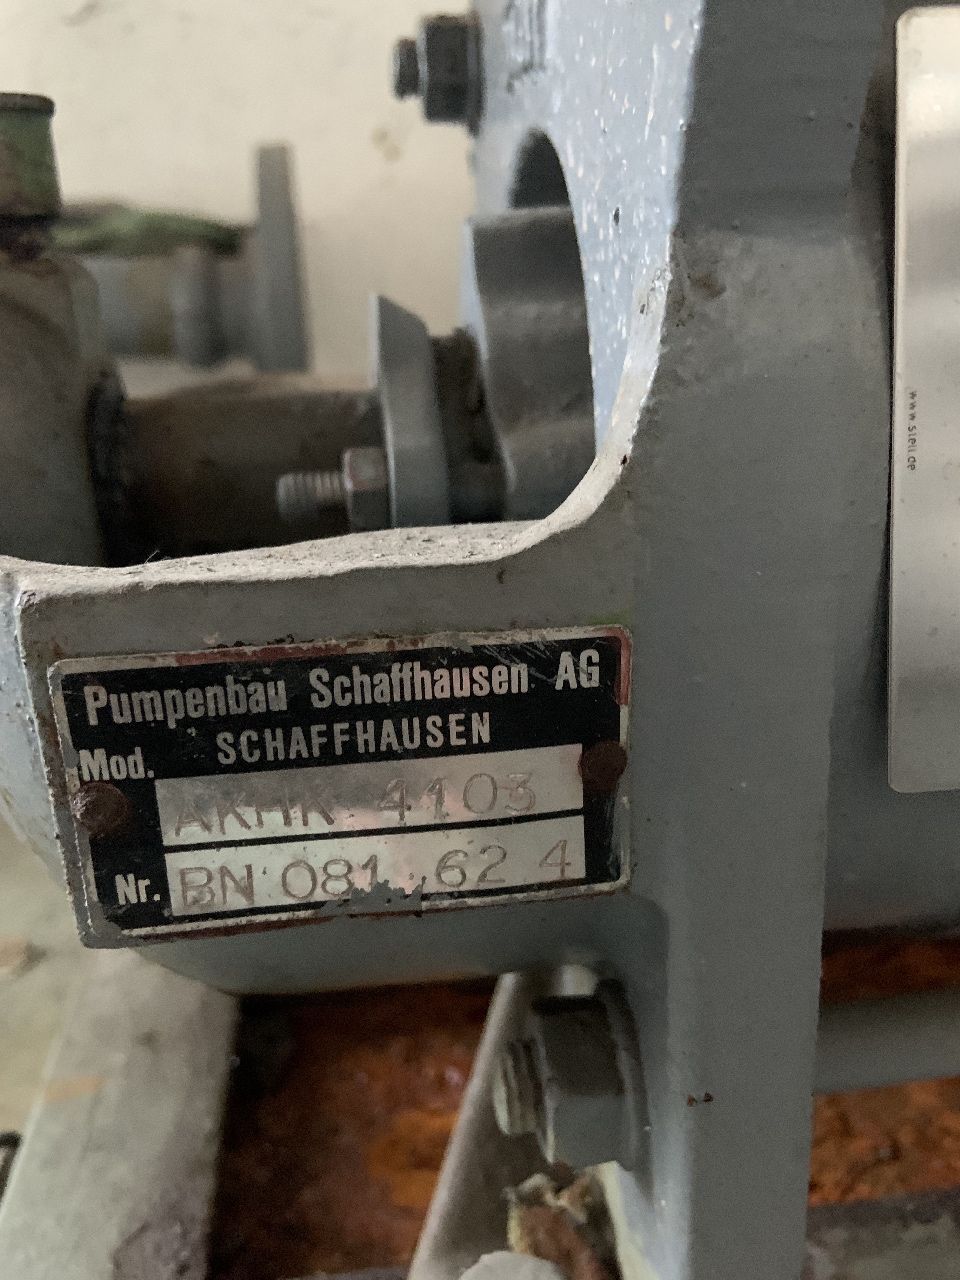 Pumpenbau Schaffhausen AG
SCHAFFHAUSEN
Mod. AKHK 4103
Nr. BN 081 62 4